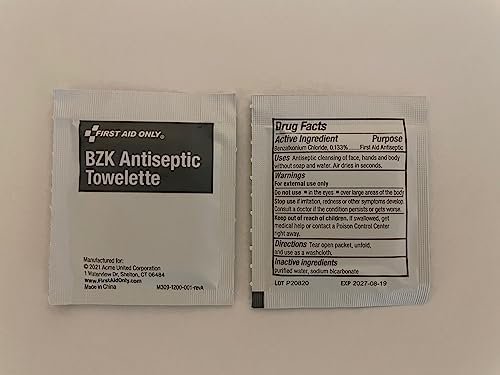 FIRST AID ONLY®
BZK Antiseptic
Towelette
Manufactured for:
© 2021 Acme United Corporation
1 Waterview Dr, Shelton, CT 06484
www.FirstAidOnly.com
Made in China M309-1200-001-revA
Drug Facts
Active Ingredient Purpose
Benzalkonium Chloride, 0.133% First Aid Antiseptic
Uses Antiseptic cleansing of face, hands and body
without soap and water. Air dries in seconds.
Warnings
For external use only
Do not use ▪ in the eyes ▪ over large areas of the body
Stop use if irritation, redness or other symptoms develop.
Consult a doctor if the condition persists or gets worse.
Keep out of reach of children. If swallowed, get
medical help or contact a Poison Control Center
right away.
Directions Tear open packet, unfold,
and use as a washcloth.
Inactive Ingredients
purified water, sodium bicarbonate
LOT P20820 EXP 2027-08-19